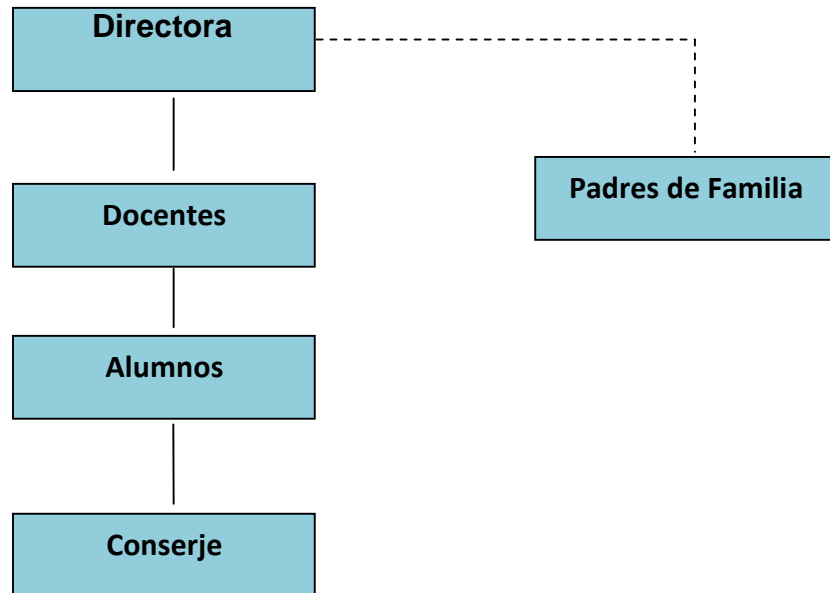 Directora
Padres de Familia
Docentes
Alumnos
Conserje